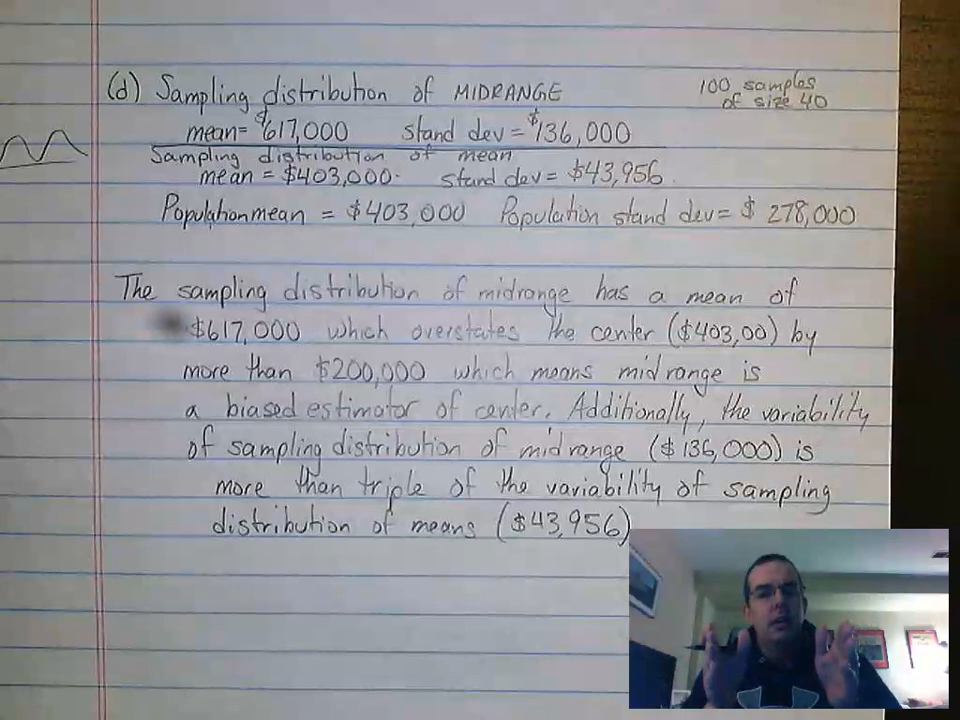 (d) Sampling distribution of MIDRANGE
100 samples
of size 40
mean = $617,000 stand dev = $136,000
Sampling distribution of mean
mean = $403,000. stand dev = $43,956.
Population mean = $403,000 Population stand dev = $ 278,000
The sampling distribution of midrange has a mean of
$617,000 which overstates the center ($403,00) by
more than $200,000 which means midrange is
a biased estimator of center. Additionally, the variability
of sampling distribution of midrange ($136,000) is
more than triple of the variability of sampling
distribution of means ($43,956)